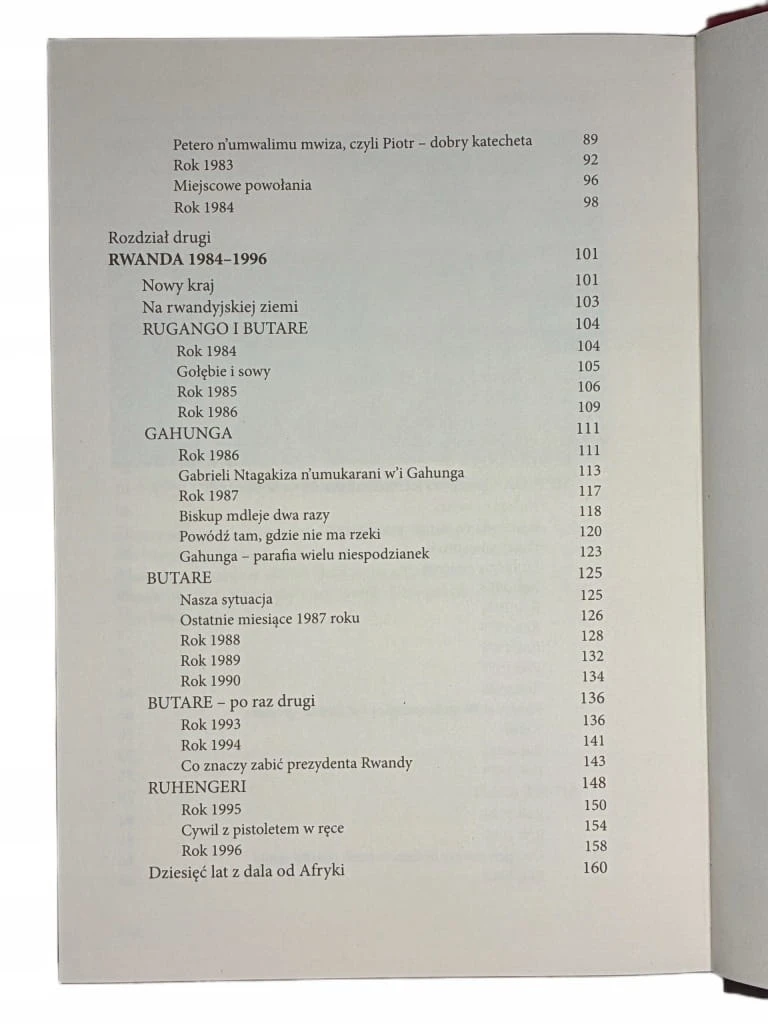 Petero n'umwalimu mwiza, czyli Piotr – dobry katecheta 89
Rok 1983 92
Miejscowe powołania 96
Rok 1984 98
Rozdział drugi
RWANDA 1984–1996 101
Nowy kraj 101
Na rwandyjskiej ziemi 103
RUGANGO I BUTARE 104
Rok 1984 104
Gołębie i sowy 105
Rok 1985 106
Rok 1986 109
GAHUNGA 111
Rok 1986 111
Gabrieli Ntagakiza n'umukarani w'i Gahunga 113
Rok 1987 117
Biskup mdleje dwa razy 118
Powódź tam, gdzie nie ma rzeki 120
Gahunga – parafia wielu niespodzianek 123
BUTARE 125
Nasza sytuacja 125
Ostatnie miesiące 1987 roku 126
Rok 1988 128
Rok 1989 132
Rok 1990 134
BUTARE – po raz drugi 136
Rok 1993 136
Rok 1994 141
Co znaczy zabić prezydenta Rwandy 143
RUHENGERI 148
Rok 1995 150
Cywil z pistoletem w ręce 154
Rok 1996 158
Dziesięć lat z dala od Afryki 160